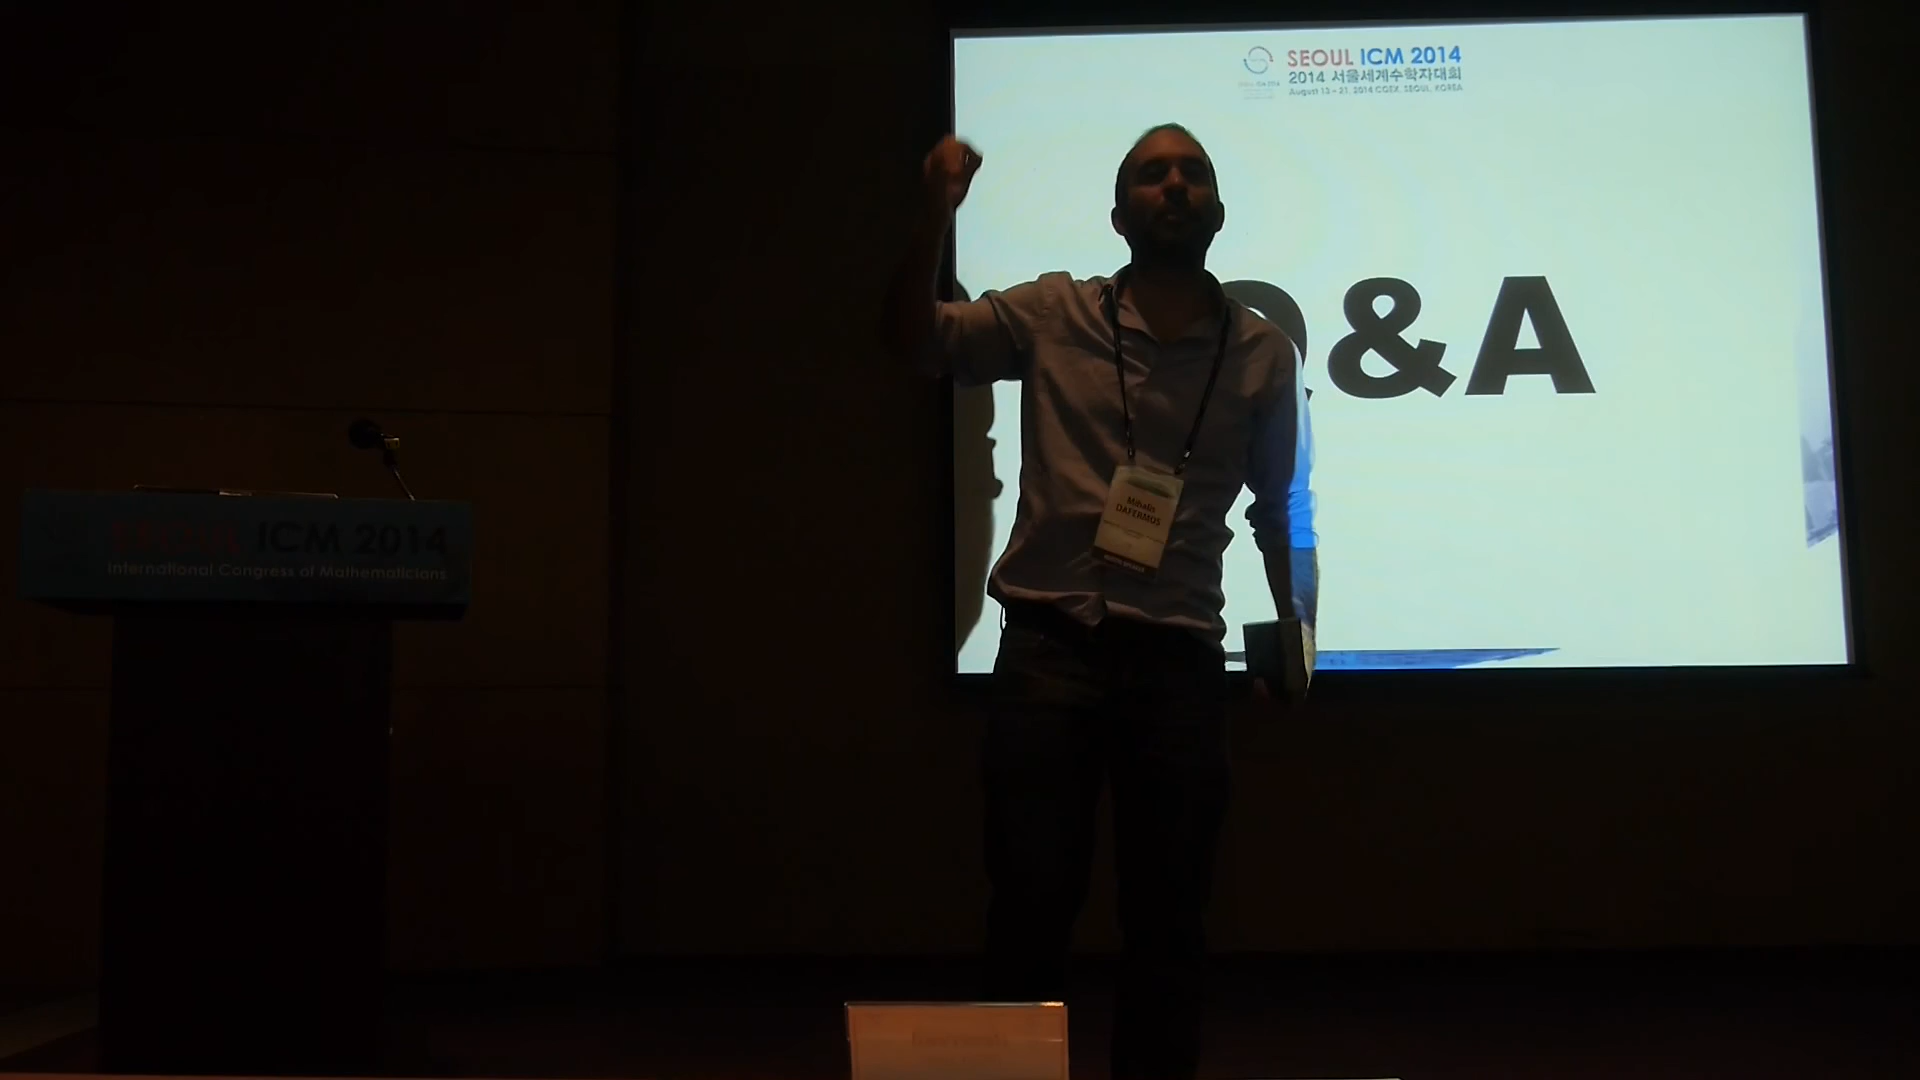 SEOUL ICM 2014
2014 서울세계수학자대회
August 13 - 21, 2014 COEX, SEOUL, KOREA
Q&A
Mihalis
DAFERMOS
SEOUL ICM 2014
International Congress of Mathematicians